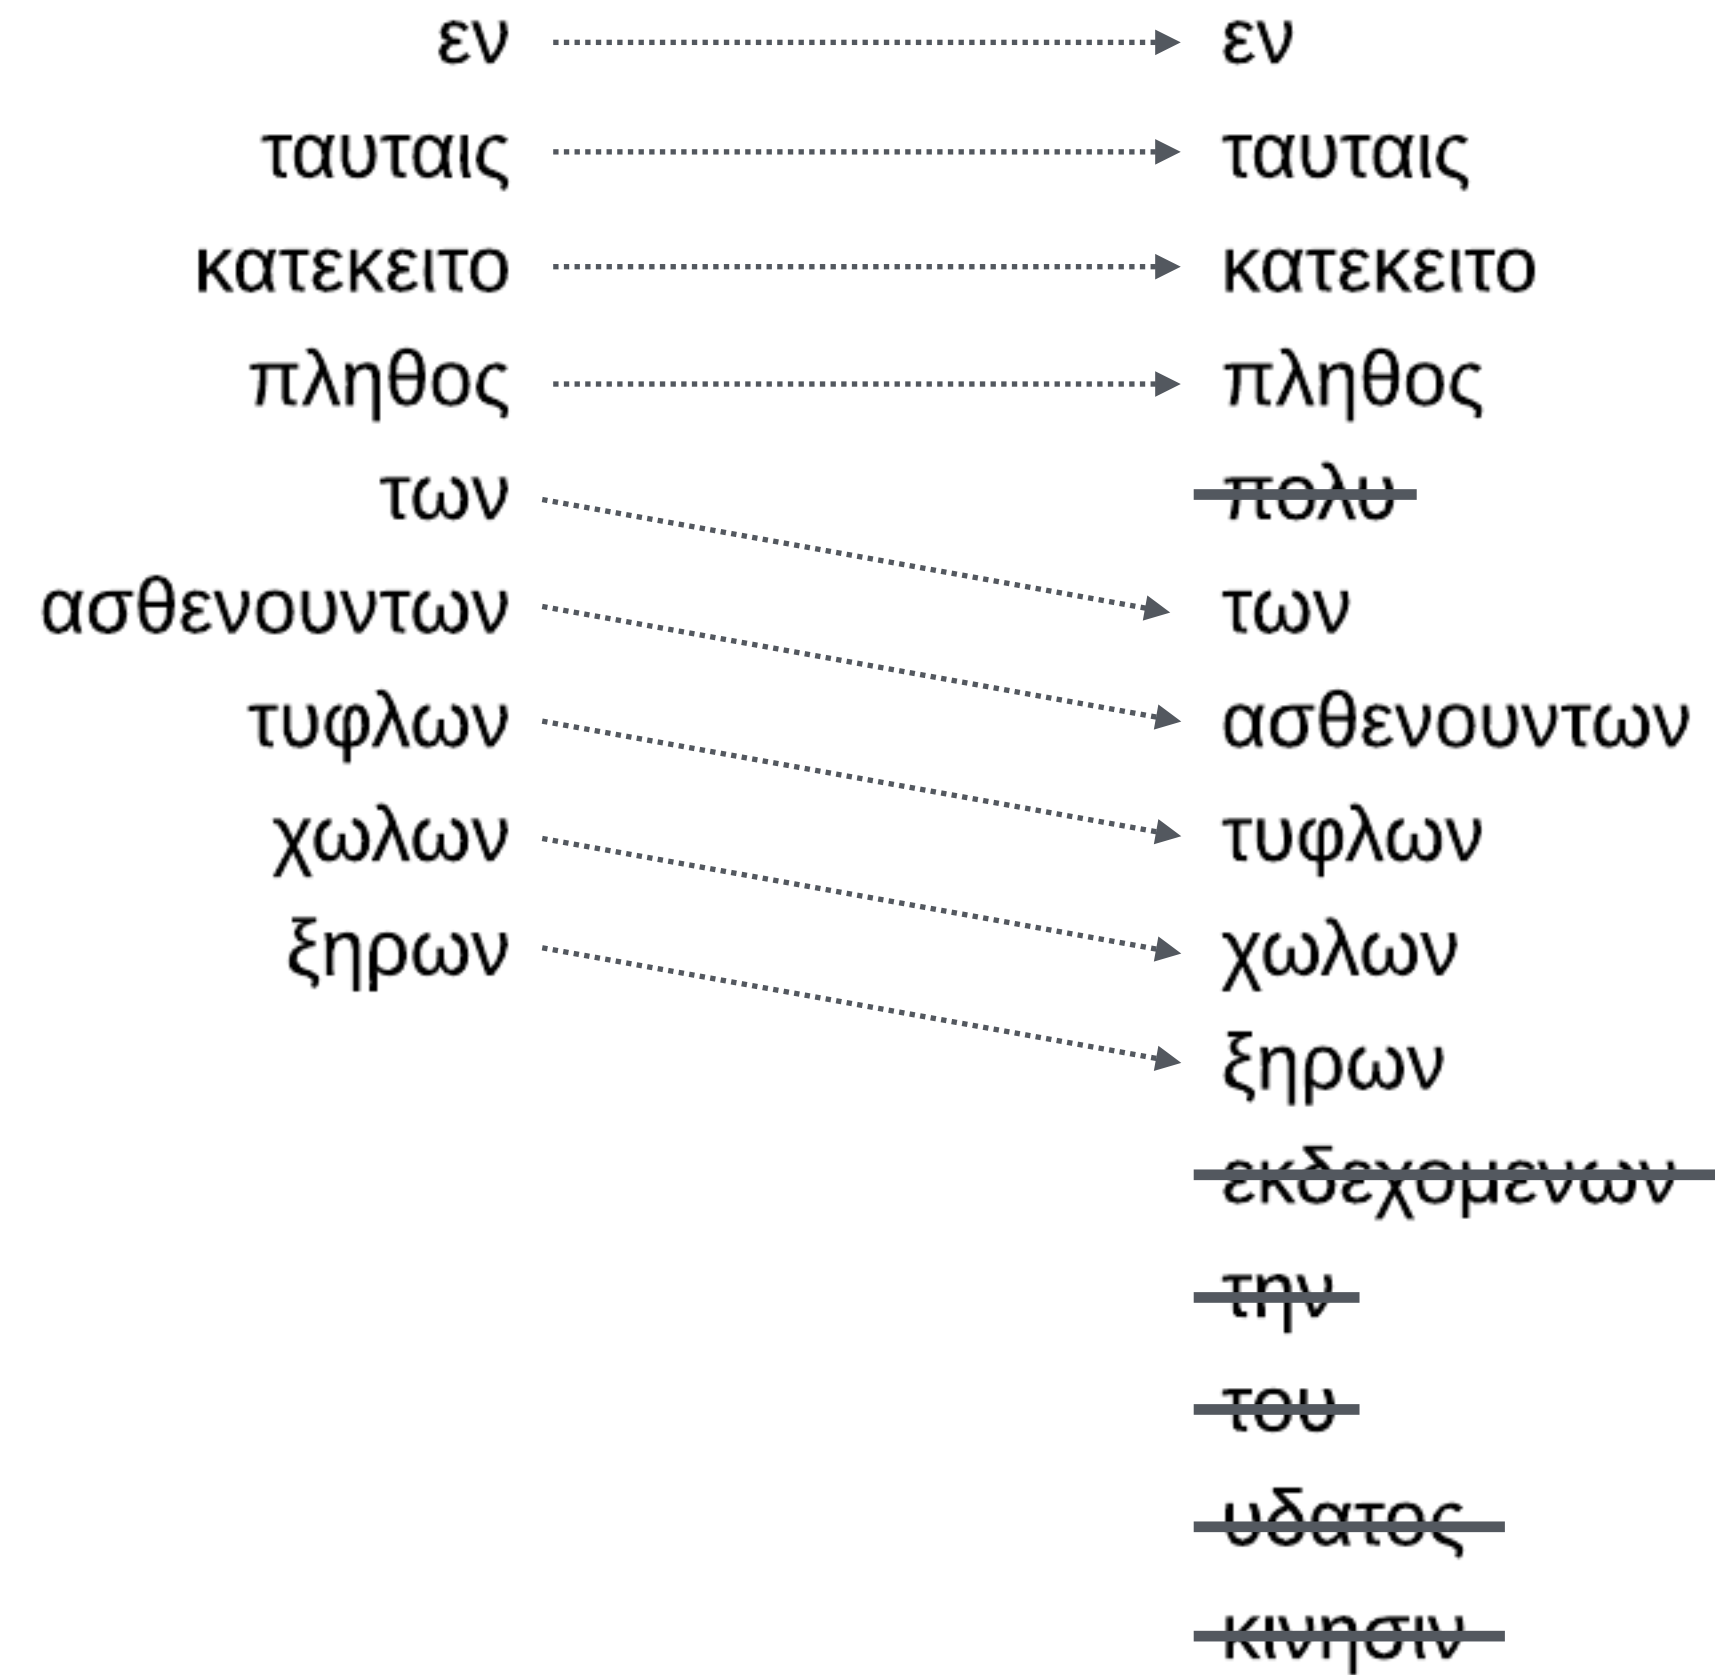 εν εν
ταυταις ταυταις
κατεκειτο κατεκειτο
πληθος πληθος
των πολυ
ασθενουντων των
τυφλων ασθενουντων
χωλων τυφλων
ξηρων χωλων
ξηρων
εκδεχομενων
την
του
υδατος
κινησιν